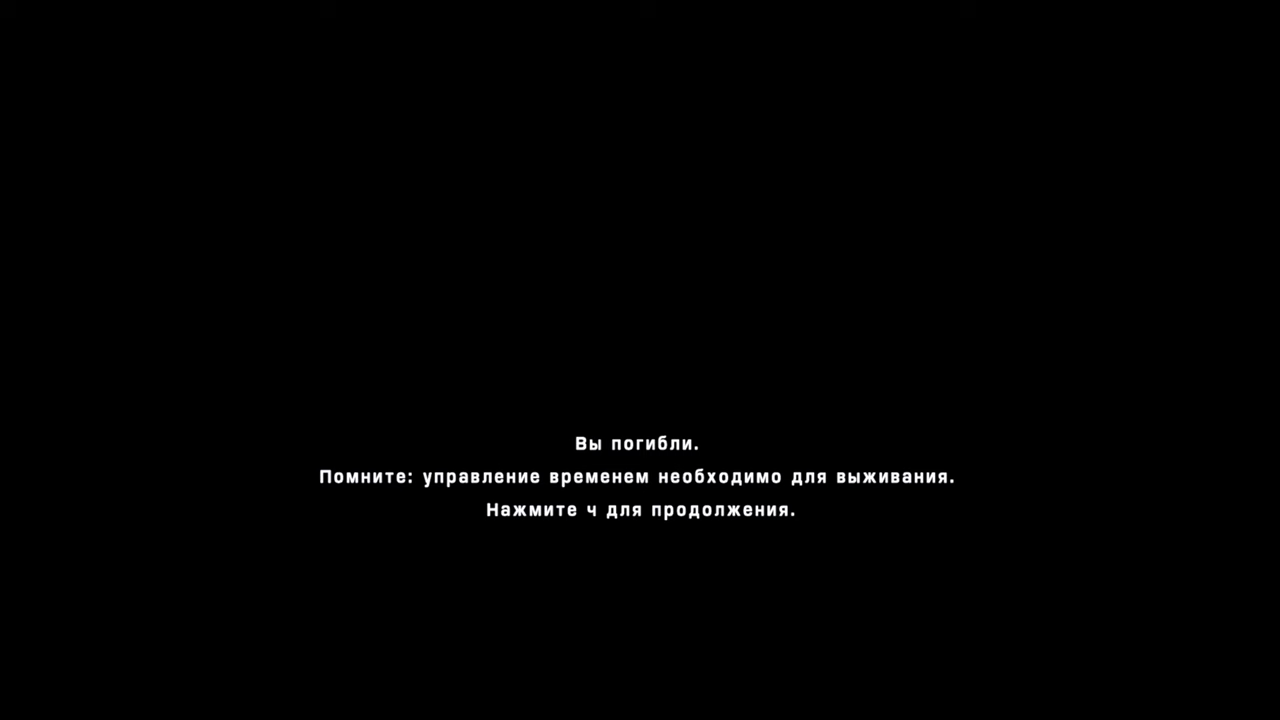 Вы погибли.
Помните: управление временем необходимо для выживания.
Нажмите ч для продолжения.